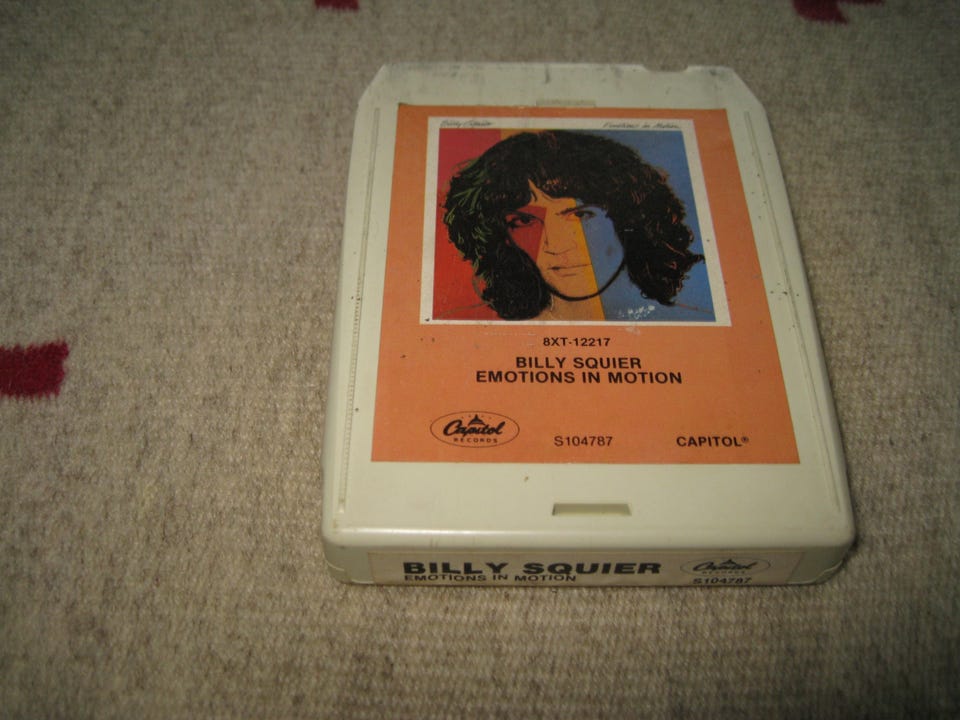 Billy Squier
Emotions in Motion
8XT-12217
BILLY SQUIER
EMOTIONS IN MOTION
Capitol
RECORDS
S104787
CAPITOL®
BILLY SQUIER
EMOTIONS IN MOTION
Capitol
RECORDS
S104787